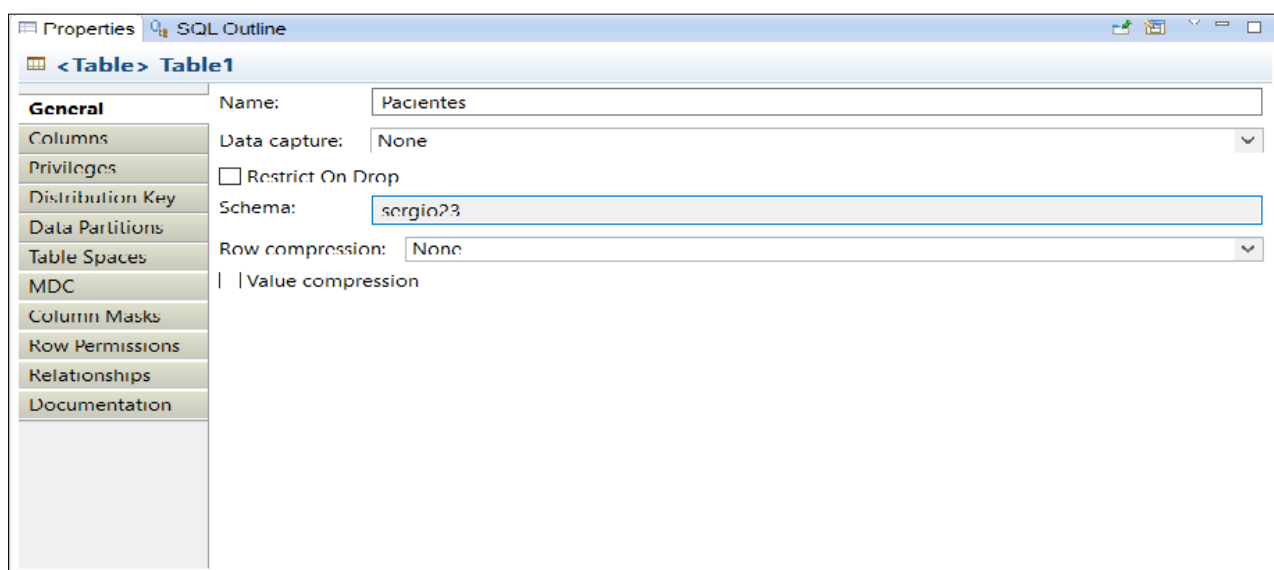 Properties SQL Outline
<Table> Table1
General
Columns
Privileges
Distribution Key
Data Partitions
Table Spaces
MDC
Column Masks
Row Permissions
Relationships
Documentation
Name: Pacientes
Data capture: None
Restrict On Drop
Schema: sergio23
Row compression: None
Value compression